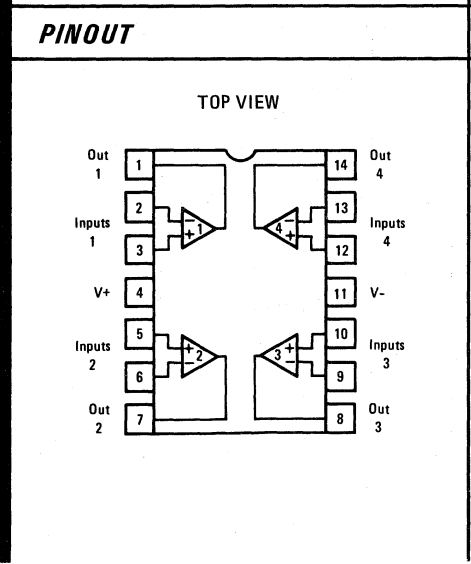 PINOUT
TOP VIEW
Out
1
1
14
Out
4
2
13
Inputs
1
- 1
+
4 -
+
Inputs
4
3
12
V+
4
11
V-
5
10
Inputs
2
+ 2
-
3 +
-
Inputs
3
6
9
Out
2
7
8
Out
3